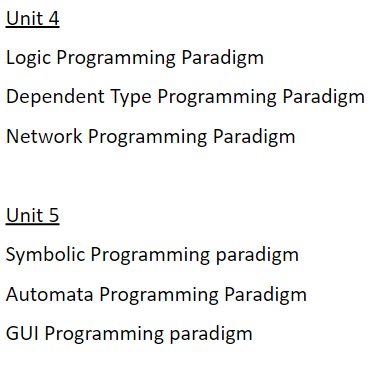 Unit 4
Logic Programming Paradigm
Dependent Type Programming Paradigm
Network Programming Paradigm
Unit 5
Symbolic Programming paradigm
Automata Programming Paradigm
GUI Programming paradigm